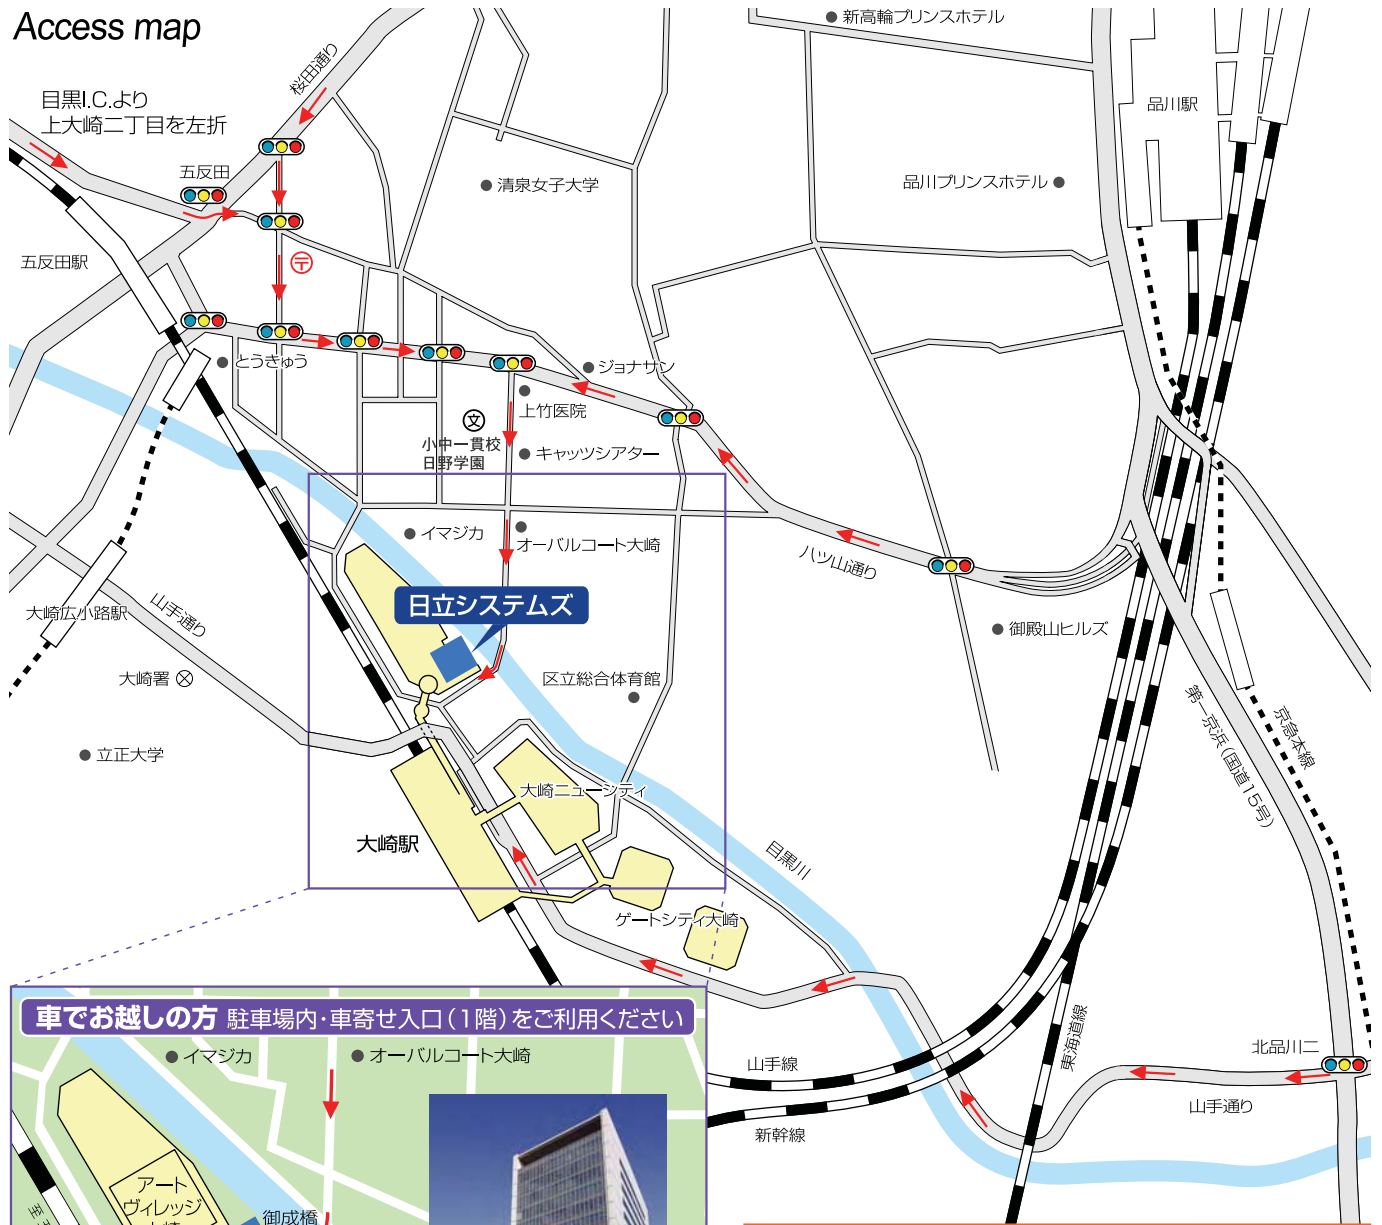 Access map
新高輪プリンスホテル
桜田通り
目黒I.C.より
上大崎二丁目を左折
品川駅
五反田
清泉女子大学
品川プリンスホテル
五反田駅
〒
とうきゅう
ジョナサン
上竹医院
文
小中一貫校
日野学園
キャッツシアター
イマジカ
オーバルコート大崎
八ツ山通り
日立システムズ
大崎広小路駅
山手通り
御殿山ヒルズ
大崎署
区立総合体育館
第一京浜(国道15号)
京急本線
立正大学
大崎ニューシティ
大崎駅
目黒川
ゲートシティ大崎
車でお越しの方 駐車場内・車寄せ入口(1階)をご利用ください
イマジカ
オーバルコート大崎
山手線
東海道線
北品川二
山手通り
新幹線
アート
ヴィレッジ
御成橋